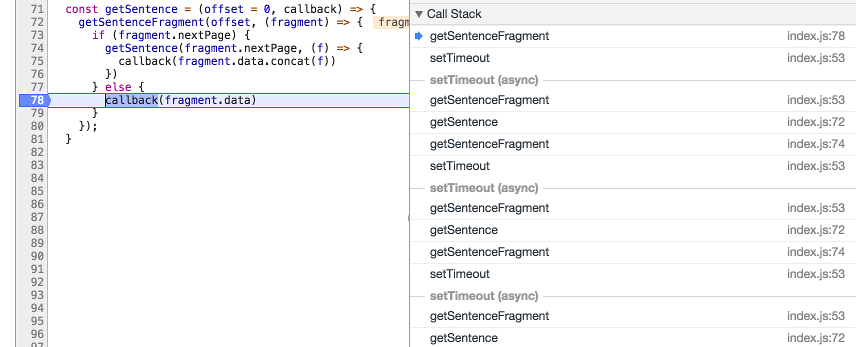 71 const getSentence = (offset = 0, callback) => {
72 getSentenceFragment(offset, (fragment) => { fragm
73 if (fragment.nextPage) {
74 getSentence(fragment.nextPage, (f) => {
75 callback(fragment.data.concat(f))
76 })
77 } else {
78 callback(fragment.data)
79 }
80 });
81 }
82
83
84
85
86
87
88
89
90
91
92
93
94
95
96
97
Call Stack
getSentenceFragment index.js:78
setTimeout index.js:53
setTimeout (async)
getSentenceFragment index.js:53
getSentence index.js:72
getSentenceFragment index.js:74
setTimeout index.js:53
setTimeout (async)
getSentenceFragment index.js:53
getSentence index.js:72
getSentenceFragment index.js:74
setTimeout index.js:53
setTimeout (async)
getSentenceFragment index.js:53
getSentence index.js:72